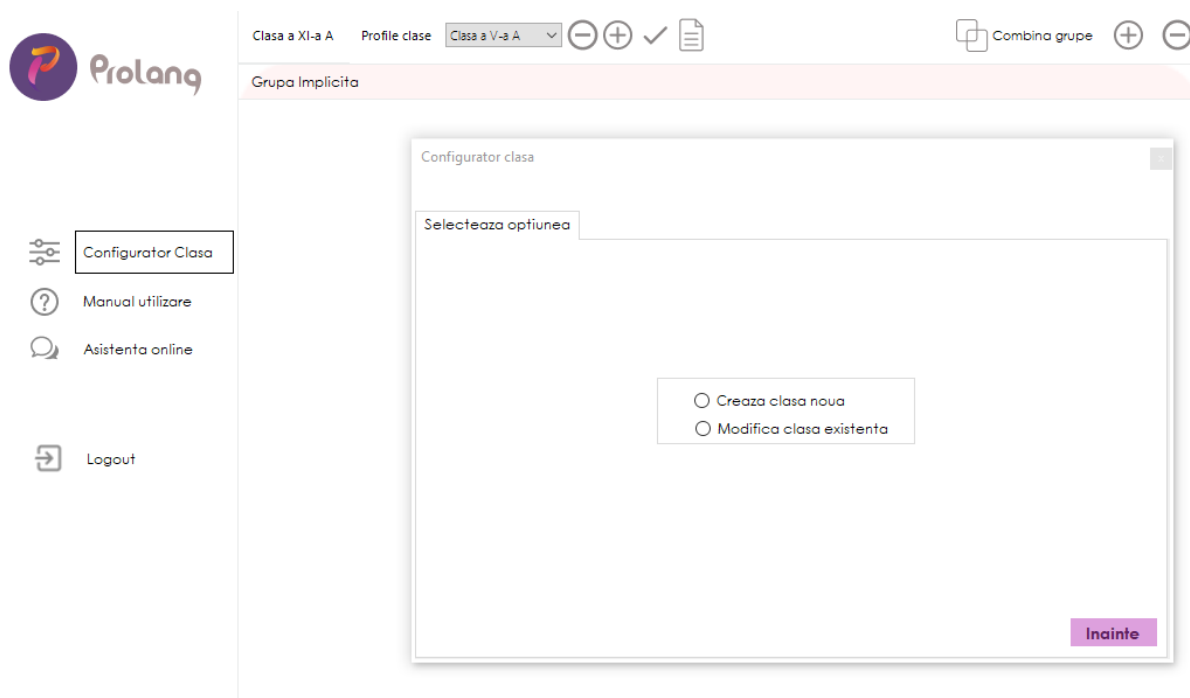 Prolang
Clasa a XI-a A Profile clase Clasa a V-a A Combina grupe
Grupa Implicita
Configurator clasa
Selecteaza optiunea
Configurator Clasa
Manual utilizare
Asistenta online
Logout
Creaza clasa noua
Modifica clasa existenta
Inainte